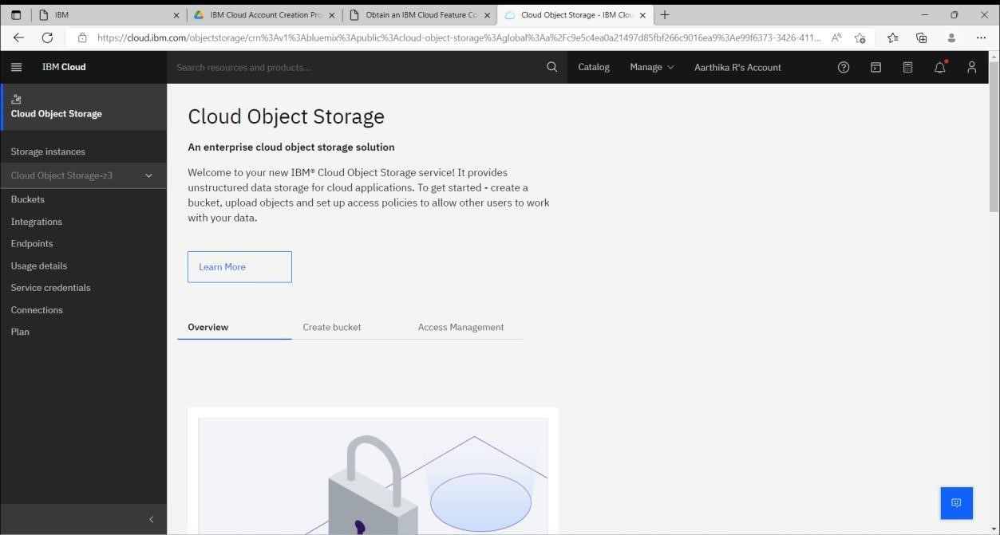 IBM
IBM Cloud Account Creation Pro
Obtain an IBM Cloud Feature Co
Cloud Object Storage - IBM Clou
https://cloud.ibm.com/objectstorage/crn%3Av1%3Abluemix%3Apublic%3Acloud-object-storage%3Aglobal%3Aa%2Fc9e5c4ea0a21497d85fbf266c9016ea9%3Ae99f6373-3426-411...
IBM Cloud
Search resources and products...
Catalog
Manage
Aarthika R's Account
Cloud Object Storage
Storage instances
Cloud Object Storage-z3
Buckets
Integrations
Endpoints
Usage details
Service credentials
Connections
Plan
Cloud Object Storage
An enterprise cloud object storage solution
Welcome to your new IBM® Cloud Object Storage service! It provides
unstructured data storage for cloud applications. To get started - create a
bucket, upload objects and set up access policies to allow other users to work
with your data.
Learn More
Overview
Create bucket
Access Management